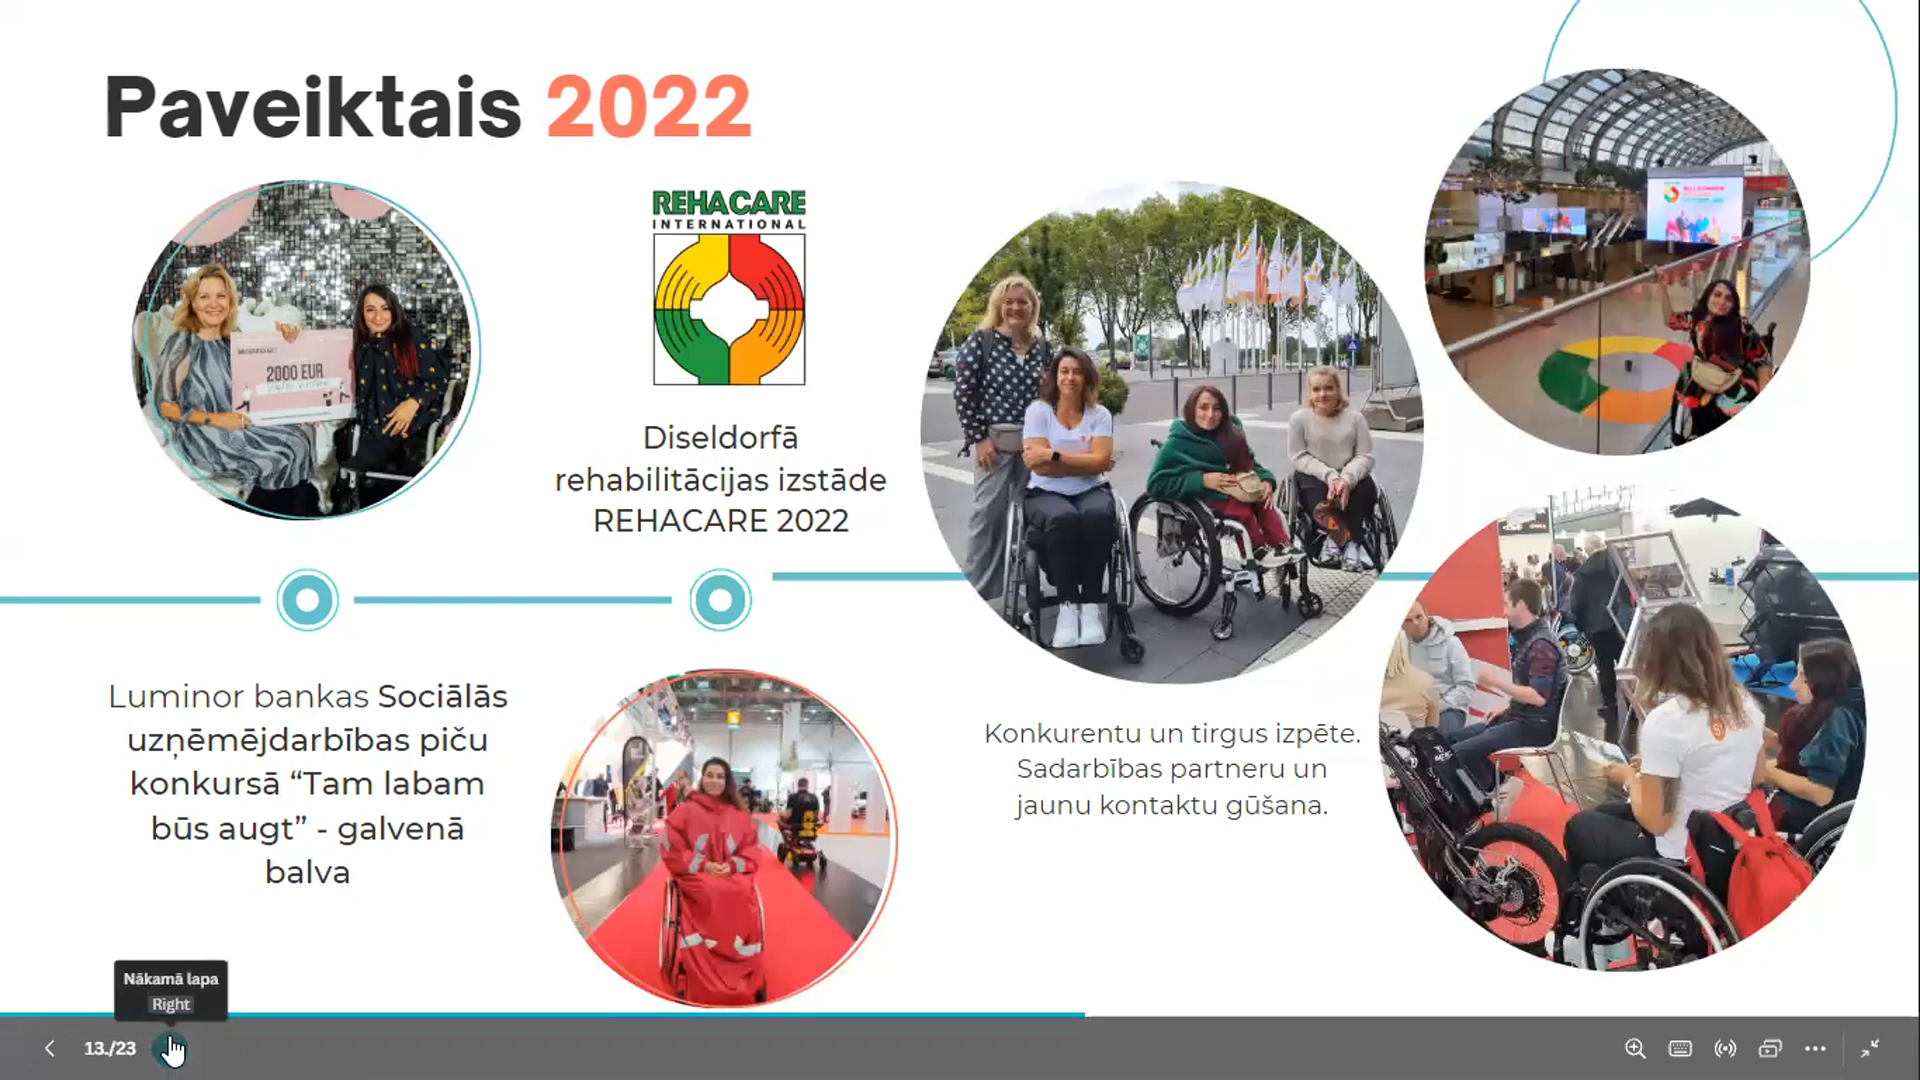 Paveiktais 2022
REHACARE
INTERNATIONAL
2000 EUR
Diseldorfā
rehabilitācijas izstāde
REHACARE 2022
Luminor bankas Sociālās
uzņēmējdarbības piču
konkursā “Tam labam
būs augt” - galvenā
balva
Konkurentu un tirgus izpēte.
Sadarbības partneru un
jaunu kontaktu gūšana.
Nākamā lapa
Right
13./23